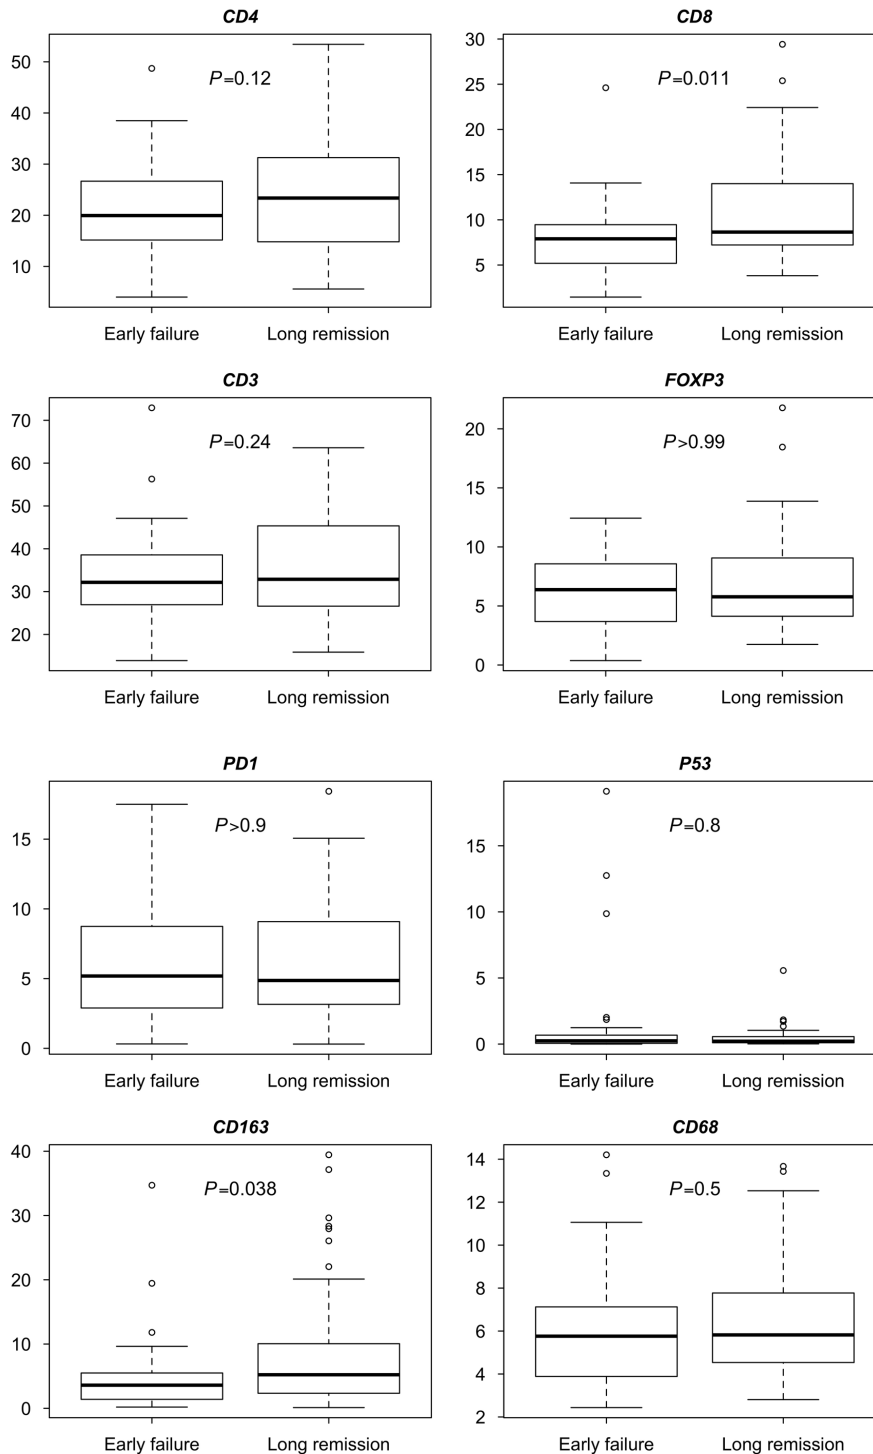 CD4
CD8
50
40
30
20
10
P=0.12
30
25
20
15
10
5
P=0.011
Early failure
Long remission
Early failure
Long remission
CD3
FOXP3
70
60
50
40
30
20
P=0.24
20
15
10
5
0
P>0.99
Early failure
Long remission
Early failure
Long remission
PD1
P53
15
10
5
0
P>0.9
15
10
5
0
P=0.8
Early failure
Long remission
Early failure
Long remission
CD163
CD68
40
30
20
10
0
P=0.038
14
12
10
8
6
4
2
P=0.5
Early failure
Long remission
Early failure
Long remission